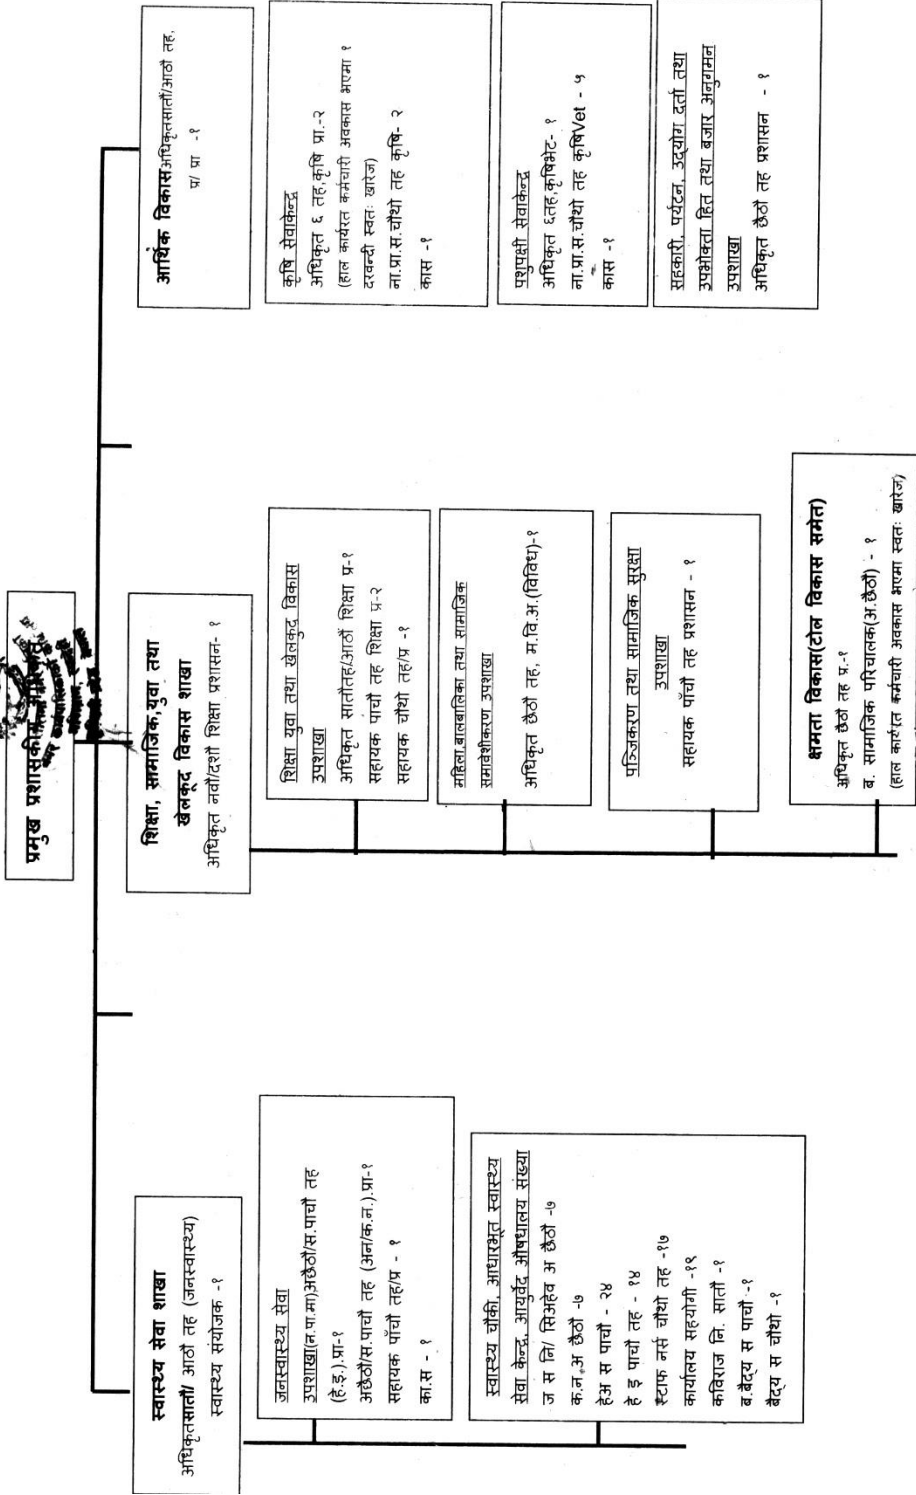 प्रमुख प्रशासकीय
स्वास्थ्य सेवा शाखा
अधिकृतसातौं/ आठौ तह (जनस्वास्थ्य)
स्वास्थ्य संयोजक -१
जनस्वास्थ्य सेवा
उपशाखा(न.पा.मा)अछैठौ/स.पाचौ तह
(हे.इ.).प्रा-१
अछैठौ/स.पाचौ तह (अन/क.न.).प्रा-१
सहायक पाँचौ तह/प्र - १
का.स - १
स्वास्थ्य चौकी, आधारभूत स्वास्थ्य
सेवा केन्द्र, आयुर्वेद औषधालय संख्या
ज स नि/ सिअहेव अ छैठौ -७
क.न.अ छैठौ -७
हेअ स पाचौ - २४
हे इ पाचौ तह - १४
स्टाफ नर्स चौथो तह -१७
कार्यालय सहयोगी -१९
कविराज नि. सातौ -१
ब.बैद्य स पाचौ -१
बैद्य स चौथो -१
शिक्षा, सामाजिक,युवा तथा
खेलकूद विकास शाखा
अधिकृत नवौ/दशौ शिक्षा प्रशासन- १
शिक्षा युवा तथा खेलकुद विकास
उपशाखा
अधिकृत सातौतह/आठौं शिक्षा प्र-१
सहायक पाचौ तह शिक्षा प्र-२
सहायक चौथो तह/प्र -१
महिला,बालबालिका तथा सामाजिक
समावेशीकरण उपशाखा
अधिकृत छैठौ तह, म.वि.अ.(विविध)-१
पञ्जिकरण तथा सामाजिक सुरक्षा
उपशाखा
सहायक पाँचौ तह प्रशासन - १
क्षमता विकास(टोल विकास समेत)
अधिकृत छैठौ तह प्र.-१
ब. सामाजिक परिचालक(अ.छैठौ) - १
(हाल कार्यरत कर्मचारी अवकास भएमा स्वतः खारेज)
आर्थिक विकासअधिकृतसातौं/आठौ तह,
प्र/ प्रा -१
कृषि सेवाकेन्द्र
अधिकृत ६ तह,कृषि प्रा.-२
(हाल कार्यरत कर्मचारी अवकास भएमा १
दरवन्दी स्वतः खारेज)
ना.प्रा.स.चौथो तह कृषि- २
कास -१
पशुपक्षी सेवाकेन्द्र
अधिकृत ६तह,कृषिभेट- १
ना.प्रा.स.चौथो तह कृषिVet - ५
कास -१
सहकारी, पर्यटन, उद्योग दर्ता तथा
उपभोक्ता हित तथा बजार अनुगमन
उपशाखा
अधिकृत छैठौ तह प्रशासन - १